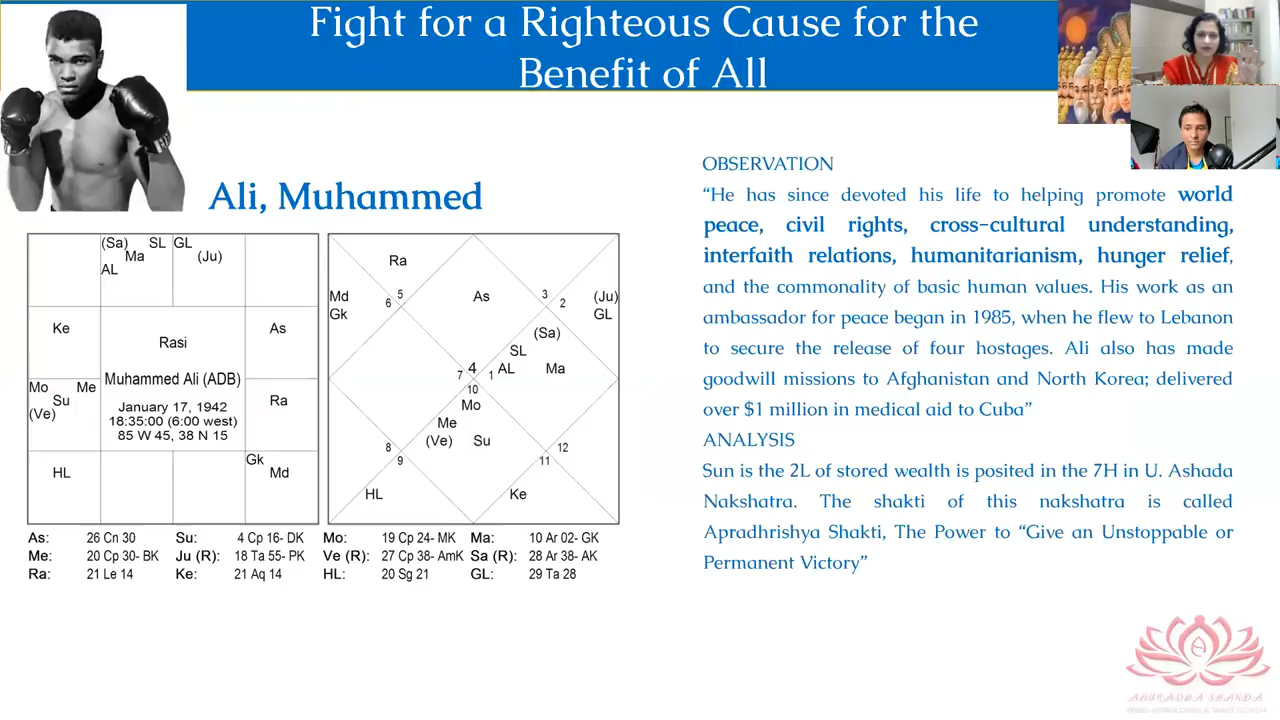 Fight for a Righteous Cause for the
Benefit of All
Ali, Muhammed
(Sa) SL GL
Ma (Ju)
AL
Ke
Rasi
As
Muhammed Ali (ADB)
Mo Me
Su
(Ve)
January 17, 1942
18:35:00 (6:00 west)
85 W 45, 38 N 15
Ra
HL
Gk
Md
Ra
Md
Gk
6
5
As
3
2
(Ju)
GL
(Sa)
SL
7
4
1
AL
Ma
10
Mo
Me
(Ve)
Su
8
9
12
11
HL
Ke
As: 26 Cn 30 Su: 4 Cp 16- DK Mo: 19 Cp 24- MK Ma: 10 Ar 02- GK
Me: 20 Cp 30- BK Ju (R): 18 Ta 55- PK Ve (R): 27 Cp 38- AmK Sa (R): 28 Ar 38- AK
Ra: 21 Le 14 Ke: 21 Aq 14 HL: 20 Sg 21 GL: 29 Ta 28
OBSERVATION
“He has since devoted his life to helping promote world
peace, civil rights, cross-cultural understanding,
interfaith relations, humanitarianism, hunger relief,
and the commonality of basic human values. His work as an
ambassador for peace began in 1985, when he flew to Lebanon
to secure the release of four hostages. Ali also has made
goodwill missions to Afghanistan and North Korea; delivered
over $1 million in medical aid to Cuba”
ANALYSIS
Sun is the 2L of stored wealth is posited in the 7H in U. Ashada
Nakshatra. The shakti of this nakshatra is called
Apradhrishya Shakti, The Power to “Give an Unstoppable or
Permanent Victory”
ANURADHA SHARDA